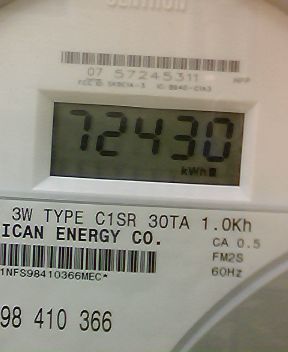 CENTRON
07 57245311
72430
kWh
3W TYPE C1SR 30TA 1.0Kh
ICAN ENERGY CO.
CA 0.5
FM2S
60Hz
1NFS98410366MEC*
98 410 366